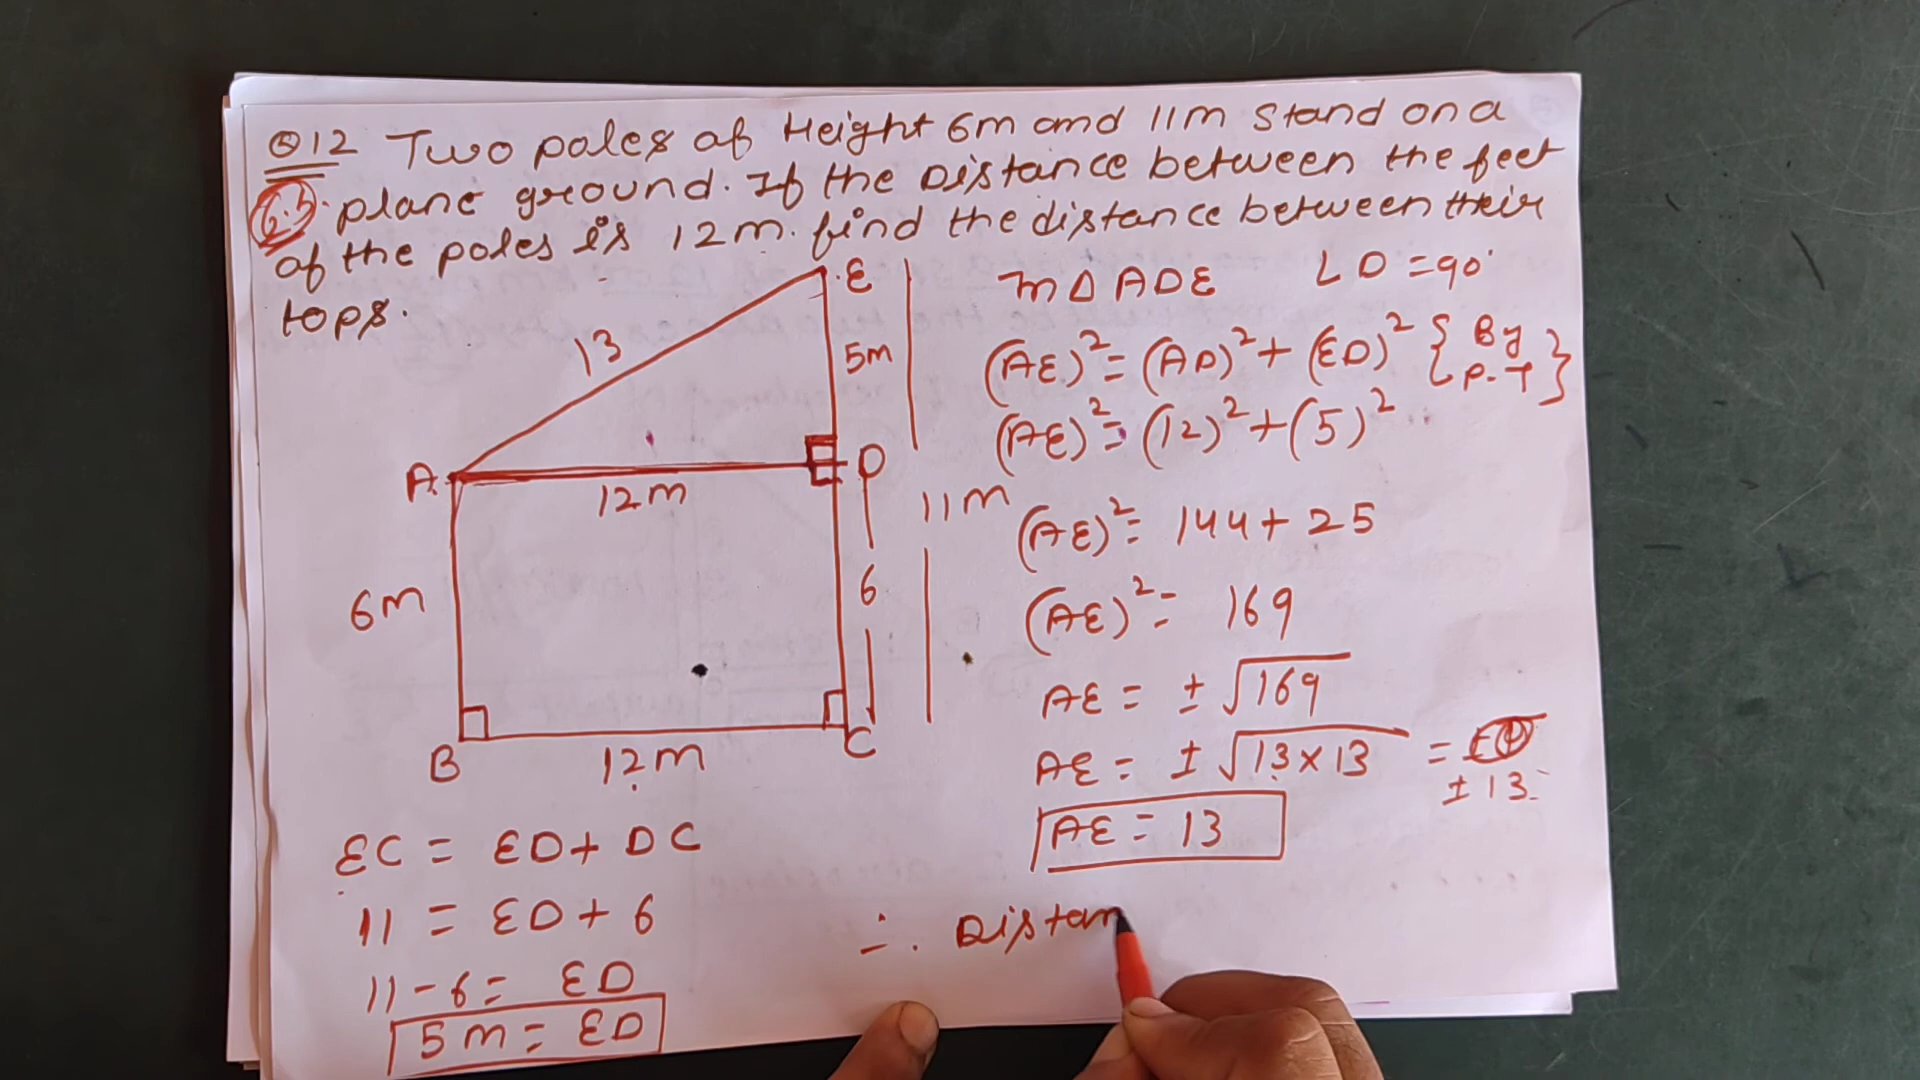 Q12 Two poles of Height 6m and 11m Stand on a
6.5. plane ground. If the Distance between the feet
of the poles is 12m. find the distance between their
tops.
E
13
5m
A
D
12m
11m
6m
6
B
12m
C
EC = ED + DC
11 = ED + 6
11 - 6 = ED
5m = ED
In Δ ADE ∠D = 90°
(AE)² = (AD)² + (ED)² {By P.T}
(AE)² = (12)² + (5)²
(AE)² = 144 + 25
(AE)² = 169
AE = ± √169
AE = ± √13×13 = ±13
AE = 13
∴ Distan